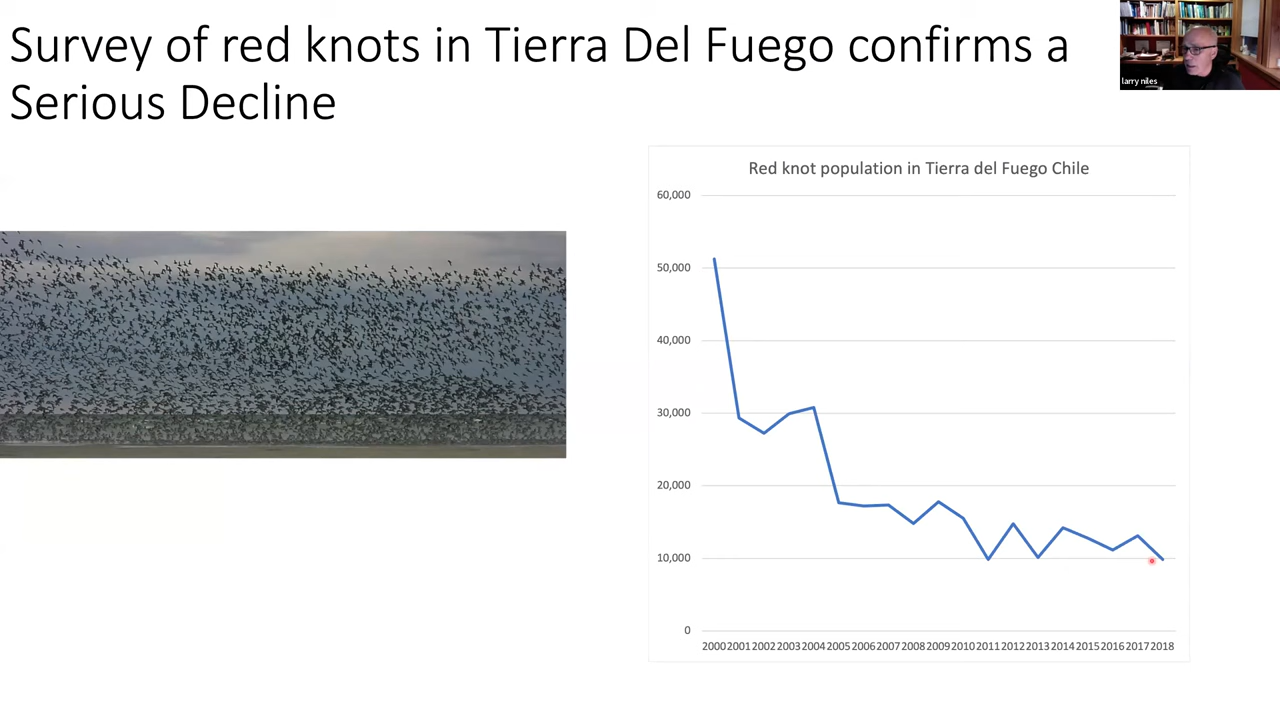 Survey of red knots in Tierra Del Fuego confirms a
Serious Decline
larry niles
Red knot population in Tierra del Fuego Chile
60,000
50,000
40,000
30,000
20,000
10,000
0
2000 2001 2002 2003 2004 2005 2006 2007 2008 2009 2010 2011 2012 2013 2014 2015 2016 2017 2018